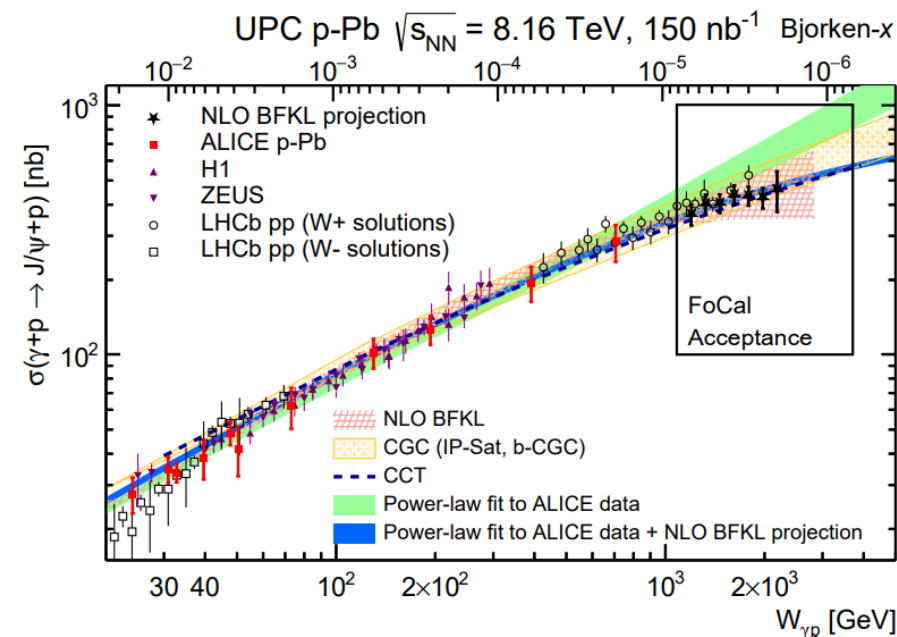 UPC p-Pb √s_NN = 8.16 TeV, 150 nb⁻¹ Bjorken-x
10⁻² 10⁻³ 10⁻⁴ 10⁻⁵ 10⁻⁶
10³
NLO BFKL projection
ALICE p-Pb
H1
ZEUS
LHCb pp (W+ solutions)
LHCb pp (W- solutions)
σ(γ+p → J/ψ+p) [nb]
FoCal
Acceptance
10²
NLO BFKL
CGC (IP-Sat, b-CGC)
CCT
Power-law fit to ALICE data
Power-law fit to ALICE data + NLO BFKL projection
30 40 10² 2×10² 10³ 2×10³
W_γp [GeV]